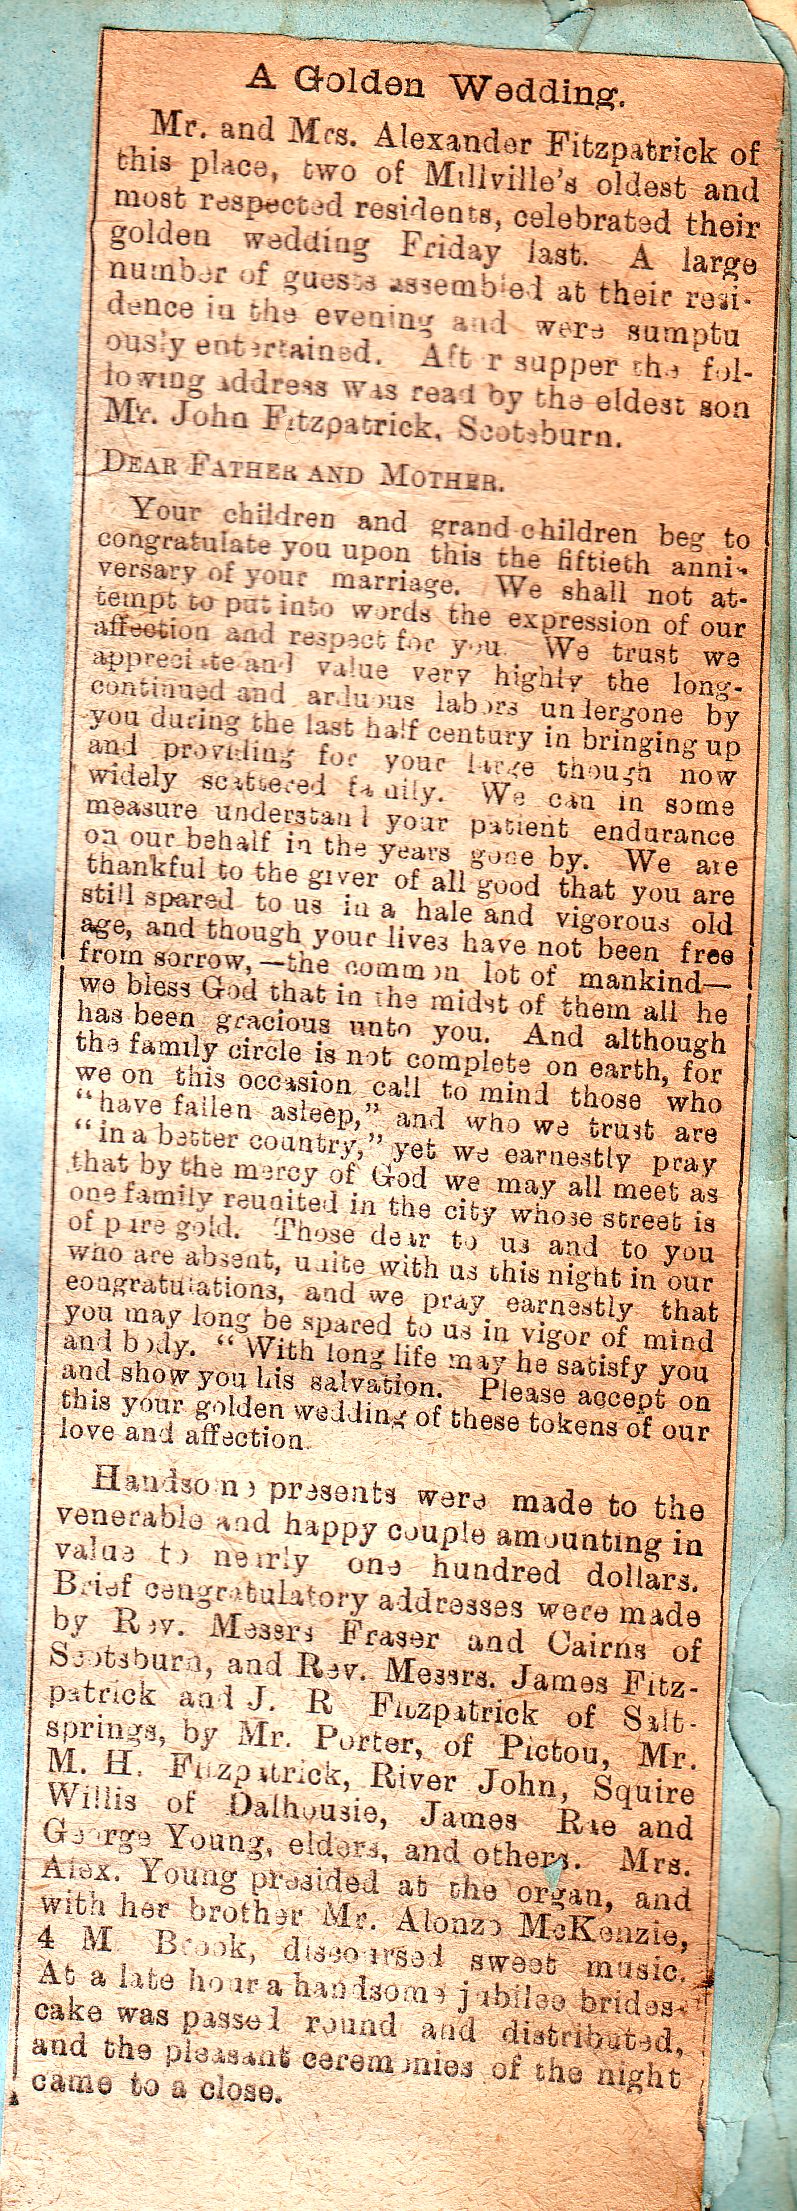 A Golden Wedding.
Mr. and Mrs. Alexander Fitzpatrick of
this place, two of Millville's oldest and
most respected residents, celebrated their
golden wedding Friday last. A large
number of guests assembled at their resi-
dence in the evening and were sumptu
ously entertained. Aft r supper the fol-
lowing address was read by the eldest son
Mr. John Fitzpatrick, Scotsburn.
DEAR FATHER AND MOTHER.
Your children and grand-children beg to
congratulate you upon this the fiftieth anni-
versary of your marriage. We shall not at-
tempt to put into words the expression of our
affection and respect for you. We trust we
appreciate and value very highly the long-
continued and arduous labors undergone by
you during the last half century in bringing up
and providing for your large though now
widely scattered family. We can in some
measure understand your patient endurance
on our behalf in the years gone by. We are
thankful to the giver of all good that you are
still spared to us in a hale and vigorous old
age, and though your lives have not been free
from sorrow,—the common lot of mankind—
we bless God that in the midst of them all he
has been gracious unto you. And although
the family circle is not complete on earth, for
we on this occasion call to mind those who
"have fallen asleep," and who we trust are
"in a better country," yet we earnestly pray
that by the mercy of God we may all meet as
one family reunited in the city whose street is
of pure gold. Those dear to us and to you
who are absent, unite with us this night in our
congratulations, and we pray earnestly that
you may long be spared to us in vigor of mind
and body. " With long life may he satisfy you
and show you his salvation. Please accept on
this your golden wedding of these tokens of our
love and affection.
Handsome presents were made to the
venerable and happy couple amounting in
value to nearly one hundred dollars.
Brief congratulatory addresses were made
by Rev. Messrs Fraser and Cairns of
Scotsburn, and Rev. Messrs. James Fitz-
patrick and J. R Fitzpatrick of Salt-
springs, by Mr. Porter, of Pictou, Mr.
M. H. Fitzpatrick, River John, Squire
Willis of Dalhousie, James Rae and
George Young, elders, and others. Mrs.
Alex. Young presided at the organ, and
with her brother Mr. Alonzo McKenzie,
4 M Brook, discoursed sweet music.
At a late hour a handsome jubilee brides-
cake was passed round and distributed,
and the pleasant ceremonies of the night
came to a close.